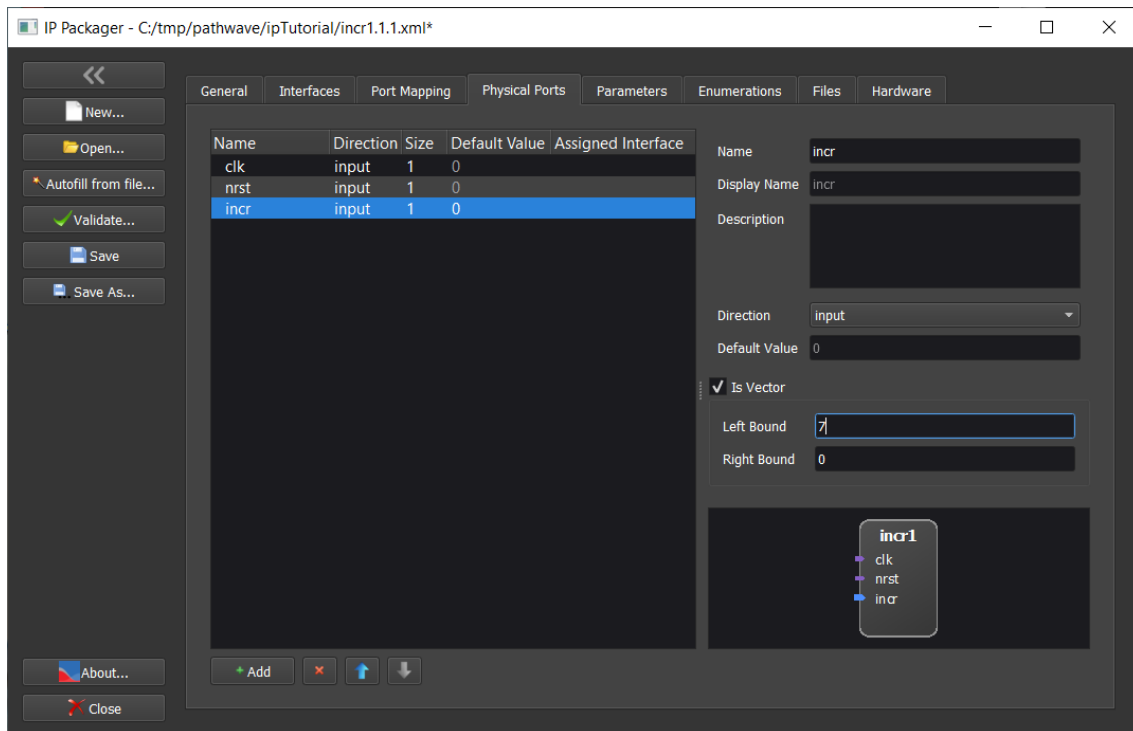 IP Packager - C:/tmp/pathwave/ipTutorial/incr1.1.1.xml*
New...
Open...
Autofill from file...
Validate...
Save
Save As...
About...
Close
General Interfaces Port Mapping Physical Ports Parameters Enumerations Files Hardware
Name Direction Size Default Value Assigned Interface
clk input 1 0
nrst input 1 0
incr input 1 0
+ Add
Name incr
Display Name incr
Description
Direction input
Default Value 0
Is Vector
Left Bound 7
Right Bound 0
incr1
clk
nrst
incr